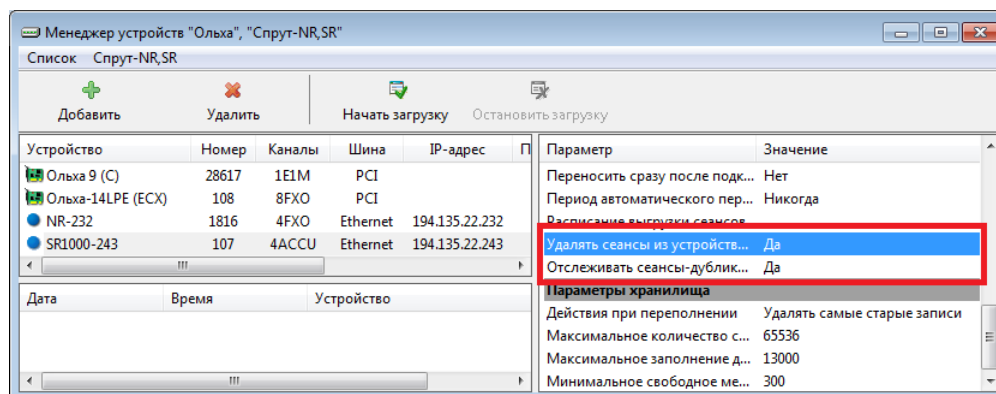 Менеджер устройств "Ольха", "Спрут-NR,SR"
Список Спрут-NR,SR
Добавить Удалить Начать загрузку Остановить загрузку
Устройство Номер Каналы Шина IP-адрес П
Ольха 9 (C) 28617 1E1M PCI
Ольха-14LPE (ECX) 108 8FXO PCI
NR-232 1816 4FXO Ethernet 194.135.22.232
SR1000-243 107 4ACCU Ethernet 194.135.22.243
Дата Время Устройство
Параметр Значение
Переносить сразу после подк... Нет
Период автоматического пер... Никогда
Расписание выгрузки сеансов
Удалять сеансы из устройств... Да
Отслеживать сеансы-дублик... Да
Параметры хранилища
Действия при переполнении Удалять самые старые записи
Максимальное количество с... 65536
Максимальное заполнение д... 13000
Минимальное свободное ме... 300